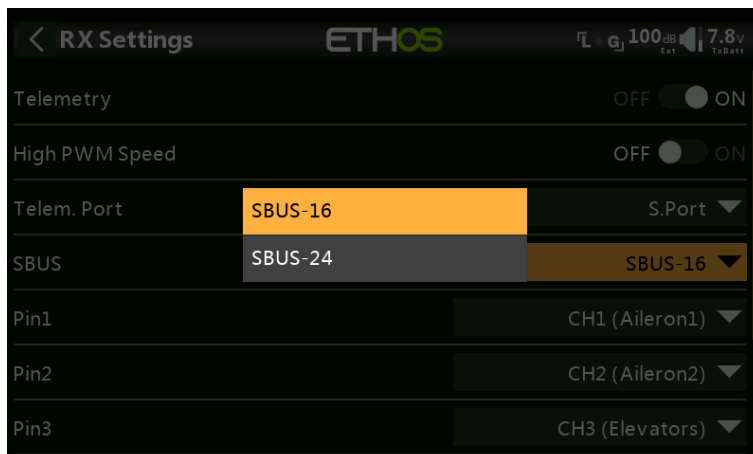 RX Settings
ETHOS
L G 100dB Ext 7.8v TxBatt
Telemetry OFF ON
High PWM Speed OFF ON
Telem. Port S.Port
SBUS-16
SBUS-24
SBUS SBUS-16
Pin1 CH1 (Aileron1)
Pin2 CH2 (Aileron2)
Pin3 CH3 (Elevators)